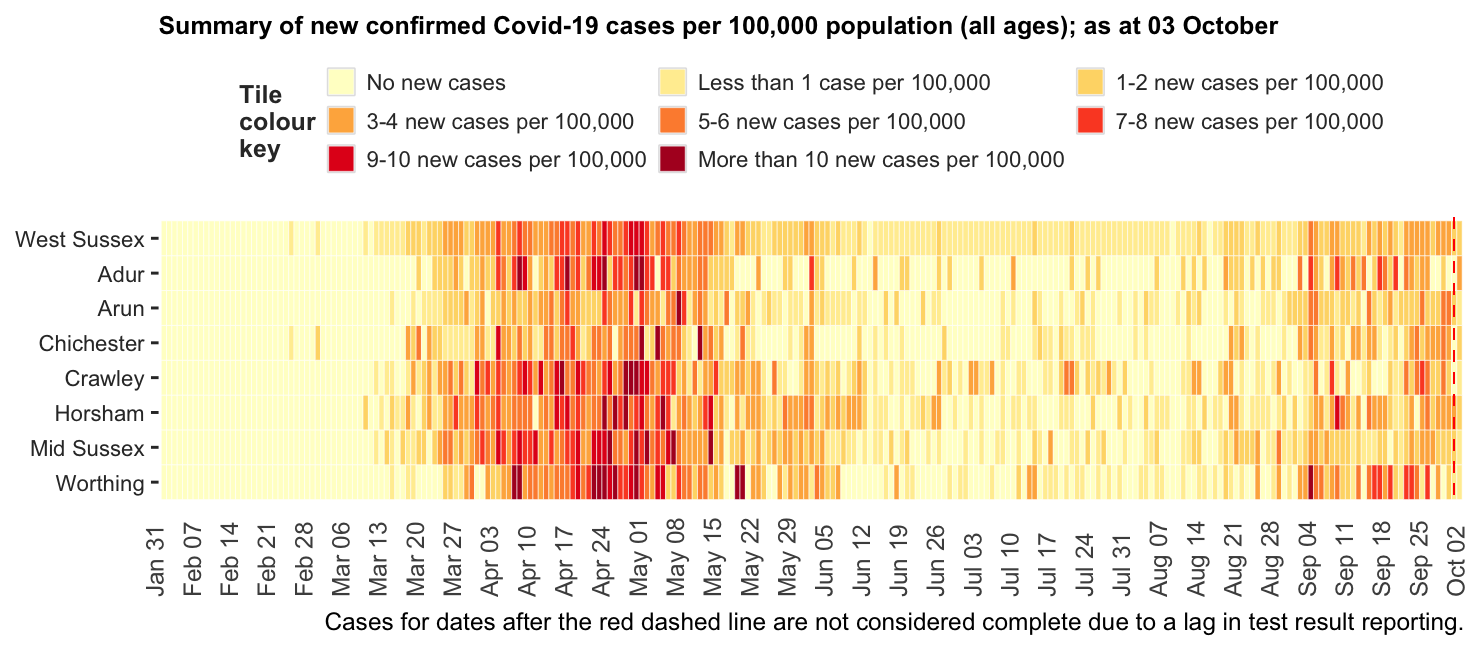 Summary of new confirmed Covid-19 cases per 100,000 population (all ages); as at 03 October
Tile
colour
key
No new cases
Less than 1 case per 100,000
1-2 new cases per 100,000
3-4 new cases per 100,000
5-6 new cases per 100,000
7-8 new cases per 100,000
9-10 new cases per 100,000
More than 10 new cases per 100,000
West Sussex
Adur
Arun
Chichester
Crawley
Horsham
Mid Sussex
Worthing
Jan 31
Feb 07
Feb 14
Feb 21
Feb 28
Mar 06
Mar 13
Mar 20
Mar 27
Apr 03
Apr 10
Apr 17
Apr 24
May 01
May 08
May 15
May 22
May 29
Jun 05
Jun 12
Jun 19
Jun 26
Jul 03
Jul 10
Jul 17
Jul 24
Jul 31
Aug 07
Aug 14
Aug 21
Aug 28
Sep 04
Sep 11
Sep 18
Sep 25
Oct 02
Cases for dates after the red dashed line are not considered complete due to a lag in test result reporting.